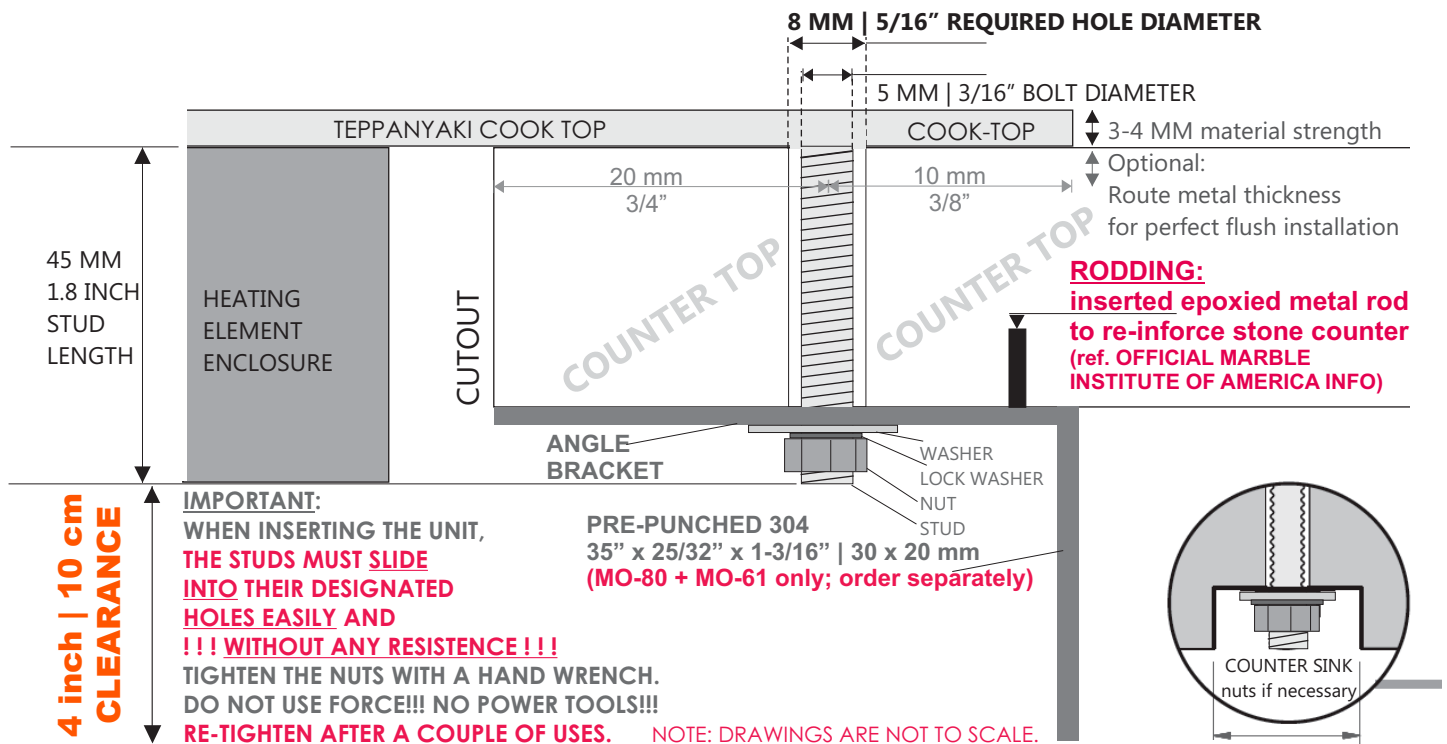 8 MM | 5/16” REQUIRED HOLE DIAMETER
5 MM | 3/16” BOLT DIAMETER
TEPPANYAKI COOK TOP
COOK-TOP
3-4 MM material strength
Optional:
Route metal thickness
for perfect flush installation
20 mm
3/4”
10 mm
3/8”
COUNTER TOP
COUNTER TOP
45 MM
1.8 INCH
STUD
LENGTH
HEATING
ELEMENT
ENCLOSURE
CUTOUT
RODDING:
inserted epoxied metal rod
to re-inforce stone counter
(ref. OFFICIAL MARBLE
INSTITUTE OF AMERICA INFO)
ANGLE
BRACKET
WASHER
LOCK WASHER
NUT
STUD
4 inch | 10 cm
CLEARANCE
IMPORTANT:
WHEN INSERTING THE UNIT,
THE STUDS MUST SLIDE
INTO THEIR DESIGNATED
HOLES EASILY AND
! ! ! WITHOUT ANY RESISTENCE ! ! !
TIGHTEN THE NUTS WITH A HAND WRENCH.
DO NOT USE FORCE!!! NO POWER TOOLS!!!
RE-TIGHTEN AFTER A COUPLE OF USES.
PRE-PUNCHED 304
35” x 25/32” x 1-3/16” | 30 x 20 mm
(MO-80 + MO-61 only; order separately)
NOTE: DRAWINGS ARE NOT TO SCALE.
COUNTER SINK
nuts if necessary